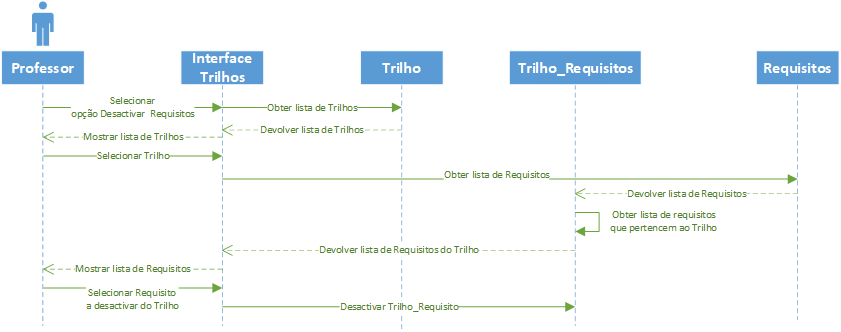 Professor
Interface
Trilhos
Trilho
Trilho_Requisitos
Requisitos
Selecionar
opção Desactivar Requisitos
Obter lista de Trilhos
Devolver lista de Trilhos
Mostrar lista de Trilhos
Selecionar Trilho
Obter lista de Requisitos
Devolver lista de Requisitos
Obter lista de requisitos
que pertencem ao Trilho
Devolver lista de Requisitos do Trilho
Mostrar lista de Requisitos
Selecionar Requisito
a desactivar do Trilho
Desactivar Trilho_Requisito